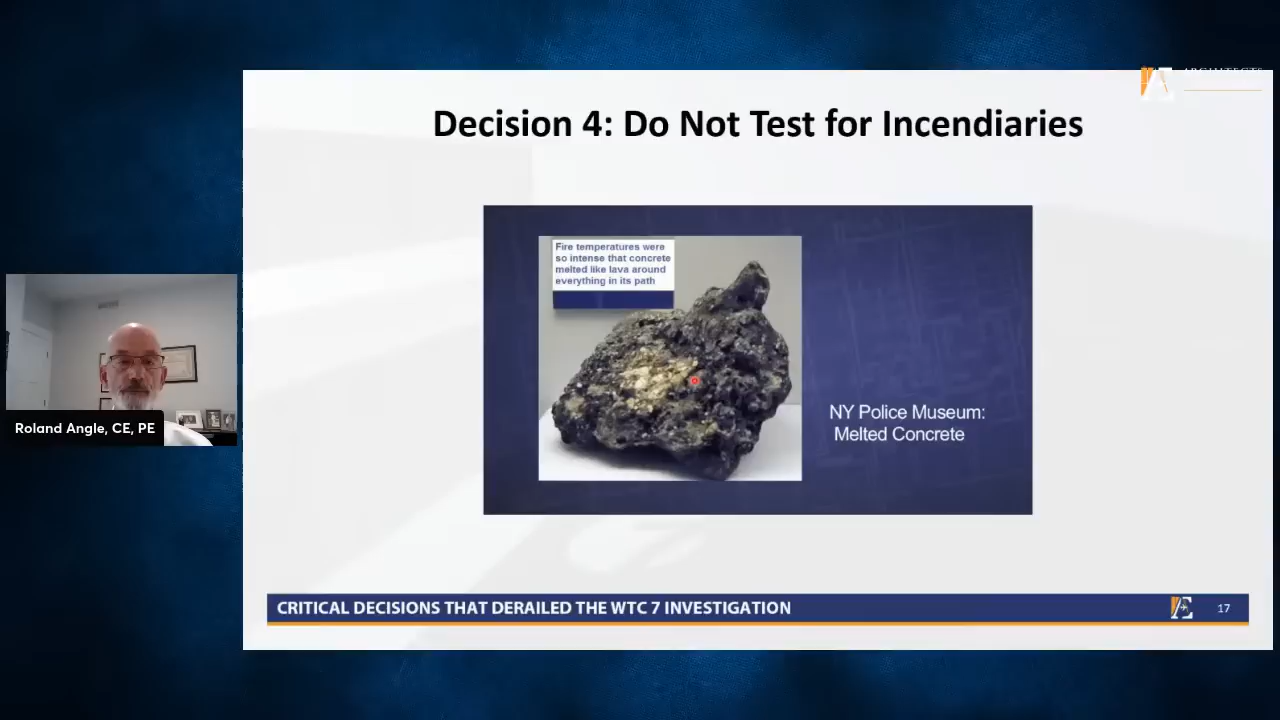 Decision 4: Do Not Test for Incendiaries
Fire temperatures were
so intense that concrete
melted like lava around
everything in its path
NY Police Museum:
Melted Concrete
Roland Angle, CE, PE
CRITICAL DECISIONS THAT DERAILED THE WTC 7 INVESTIGATION
17